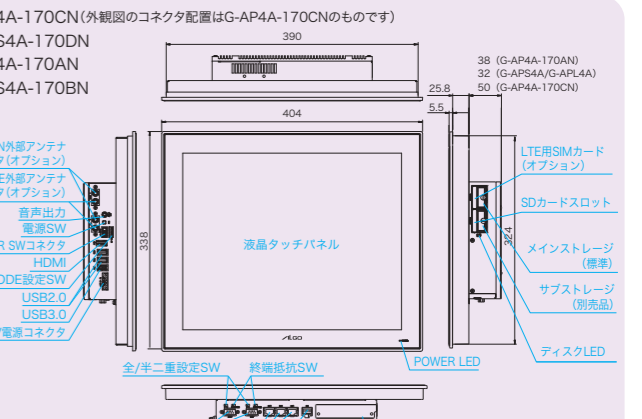 4A-170CN(外観図のコネクタ配置はG-AP4A-170CNのものです)
S4A-170DN
4A-170AN
S4A-170BN
390
38 (G-AP4A-170AN)
32 (G-APS4A/G-APL4A)
50 (G-AP4A-170CN)
25.8
5.5
404
N外部アンテナ
タ(オプション)
E外部アンテナ
タ(オプション)
音声出力
電源SW
R SWコネクタ
HDMI
ODE設定SW
USB2.0
USB3.0
/電源コネクタ
338
液晶タッチパネル
ALGO
POWER LED
324
LTE用SIMカード
(オプション)
SDカードスロット
メインストレージ
(標準)
サブストレージ
(別売品)
ディスクLED
全/半二重設定SW
終端抵抗SW